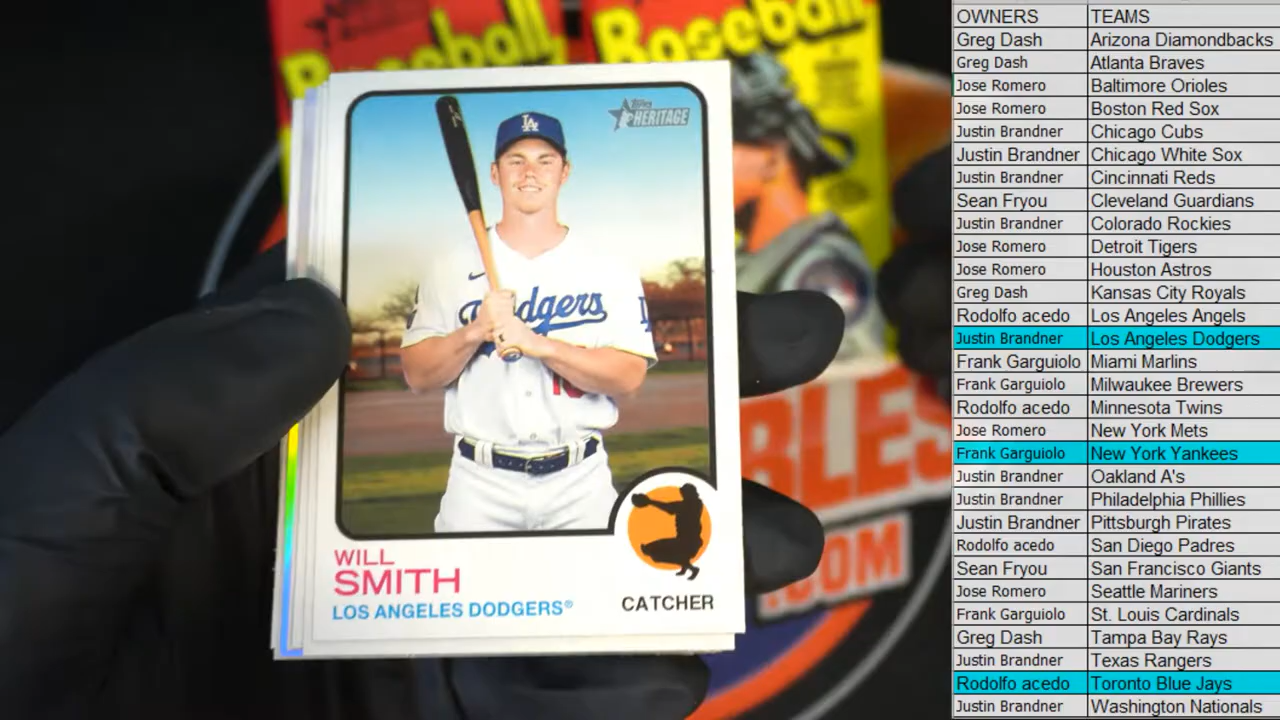 Baseball
Baseball
Topps
HERITAGE
LA
Dodgers
WILL
SMITH
LOS ANGELES DODGERS®
CATCHER
BLES
.COM
OWNERS TEAMS
Greg Dash Arizona Diamondbacks
Greg Dash Atlanta Braves
Jose Romero Baltimore Orioles
Jose Romero Boston Red Sox
Justin Brandner Chicago Cubs
Justin Brandner Chicago White Sox
Justin Brandner Cincinnati Reds
Sean Fryou Cleveland Guardians
Justin Brandner Colorado Rockies
Jose Romero Detroit Tigers
Jose Romero Houston Astros
Greg Dash Kansas City Royals
Rodolfo acedo Los Angeles Angels
Justin Brandner Los Angeles Dodgers
Frank Garguiolo Miami Marlins
Frank Garguiolo Milwaukee Brewers
Rodolfo acedo Minnesota Twins
Jose Romero New York Mets
Frank Garguiolo New York Yankees
Justin Brandner Oakland A's
Justin Brandner Philadelphia Phillies
Justin Brandner Pittsburgh Pirates
Rodolfo acedo San Diego Padres
Sean Fryou San Francisco Giants
Jose Romero Seattle Mariners
Frank Garguiolo St. Louis Cardinals
Greg Dash Tampa Bay Rays
Justin Brandner Texas Rangers
Rodolfo acedo Toronto Blue Jays
Justin Brandner Washington Nationals